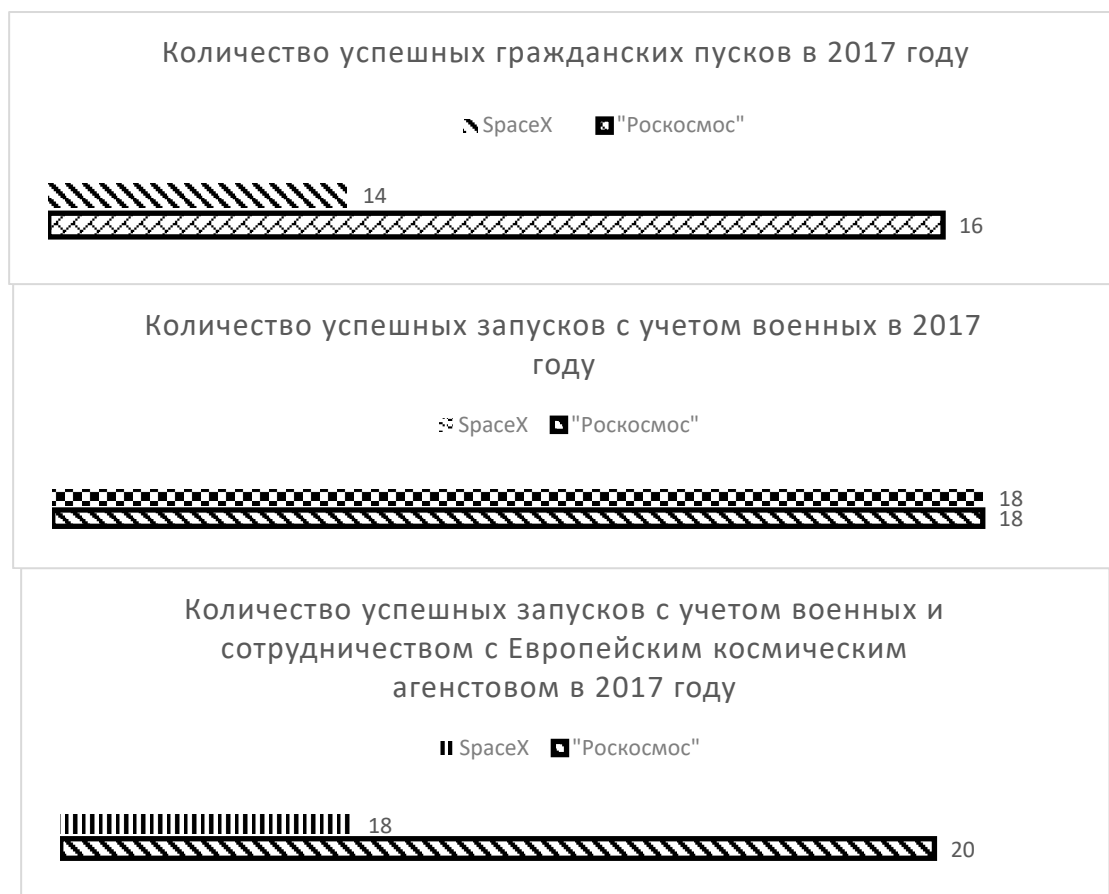 Количество успешных гражданских пусков в 2017 году
SpaceX "Роскосмос"
14
16
Количество успешных запусков с учетом военных в 2017
году
SpaceX "Роскосмос"
18
18
Количество успешных запусков с учетом военных и
сотрудничеством с Европейским космическим
агенстовом в 2017 году
SpaceX "Роскосмос"
18
20